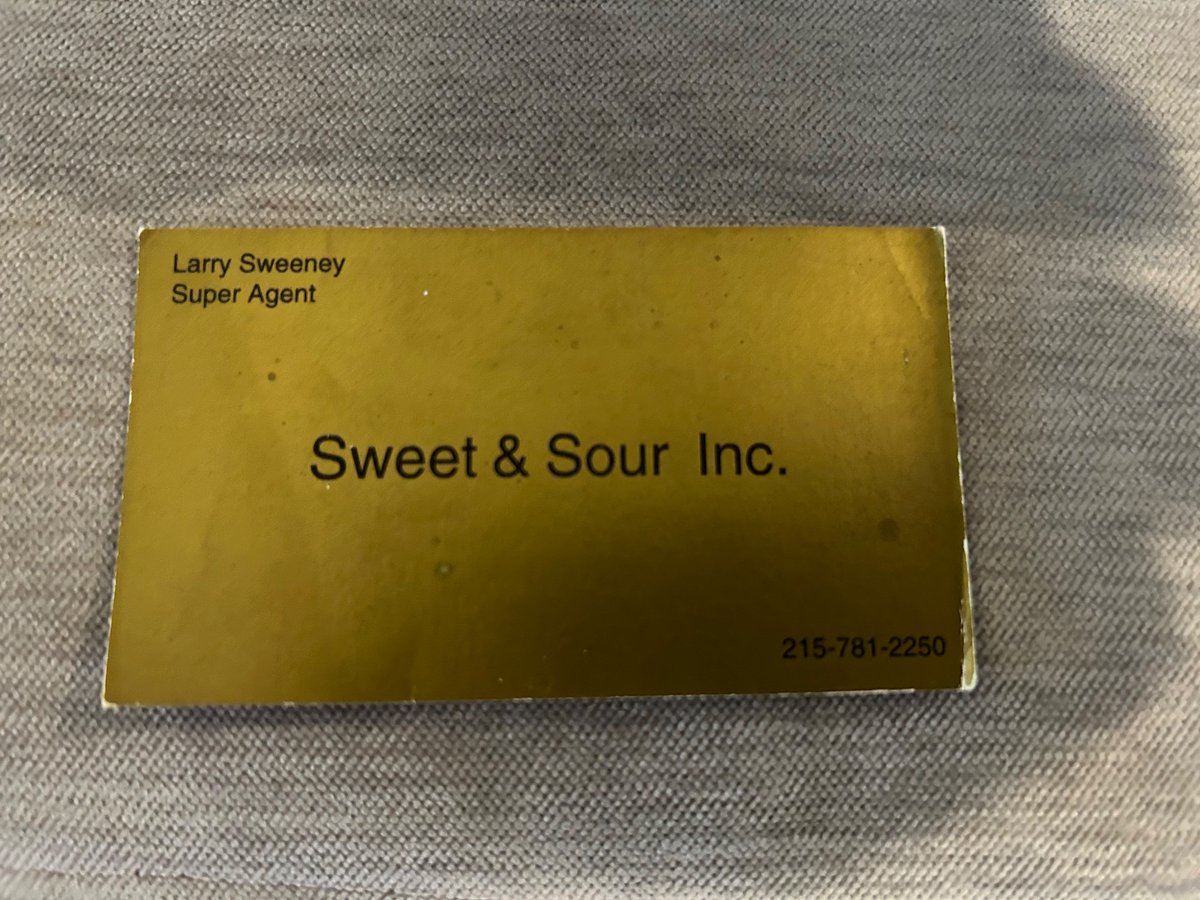 Larry Sweeney
Super Agent
Sweet & Sour Inc.
215-781-2250